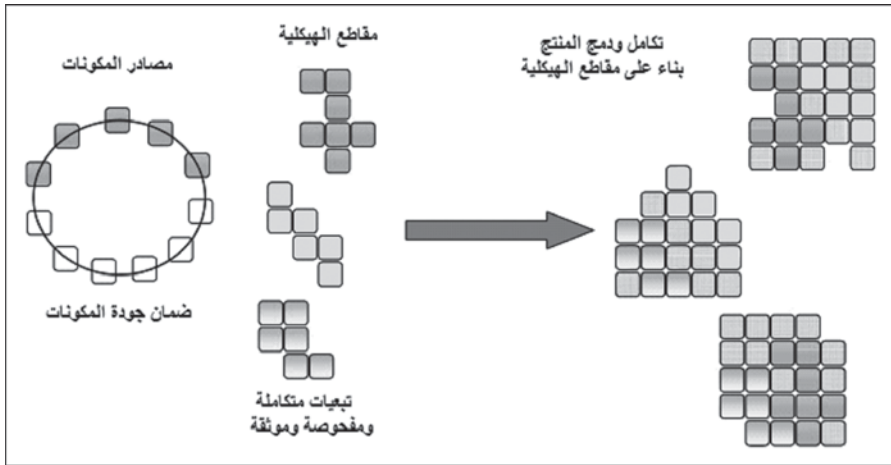 مقاطع الهيكلية
تكامل ودمج المنتج
بناء على مقاطع الهيكلية
مصادر المكونات
ضمان جودة المكونات
تبعيات متكاملة
ومفحوصة وموثقة